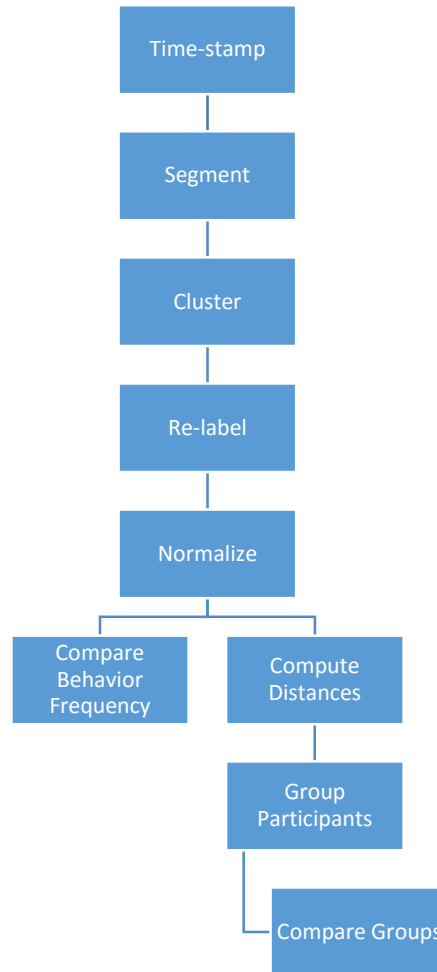 Time-stamp
Segment
Cluster
Re-label
Normalize
Compare
Behavior
Frequency
Compute
Distances
Group
Participants
Compare Groups